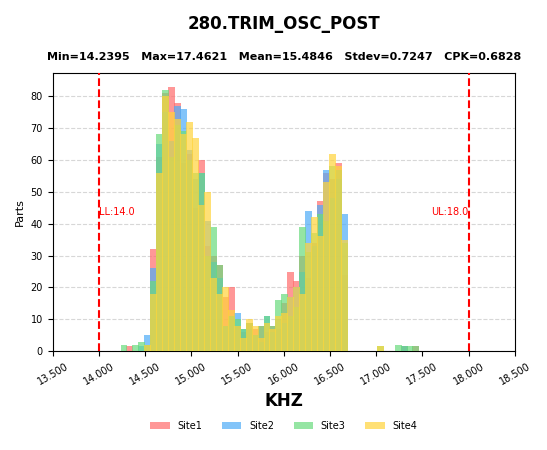 280.TRIM_OSC_POST
Min=14.2395 Max=17.4621 Mean=15.4846 Stdev=0.7247 CPK=0.6828
80
70
60
50
40
30
20
10
0
Parts
LL:14.0
UL:18.0
13.500 14.000 14.500 15.000 15.500 16.000 16.500 17.000 17.500 18.000 18.500
KHZ
Site1 Site2 Site3 Site4